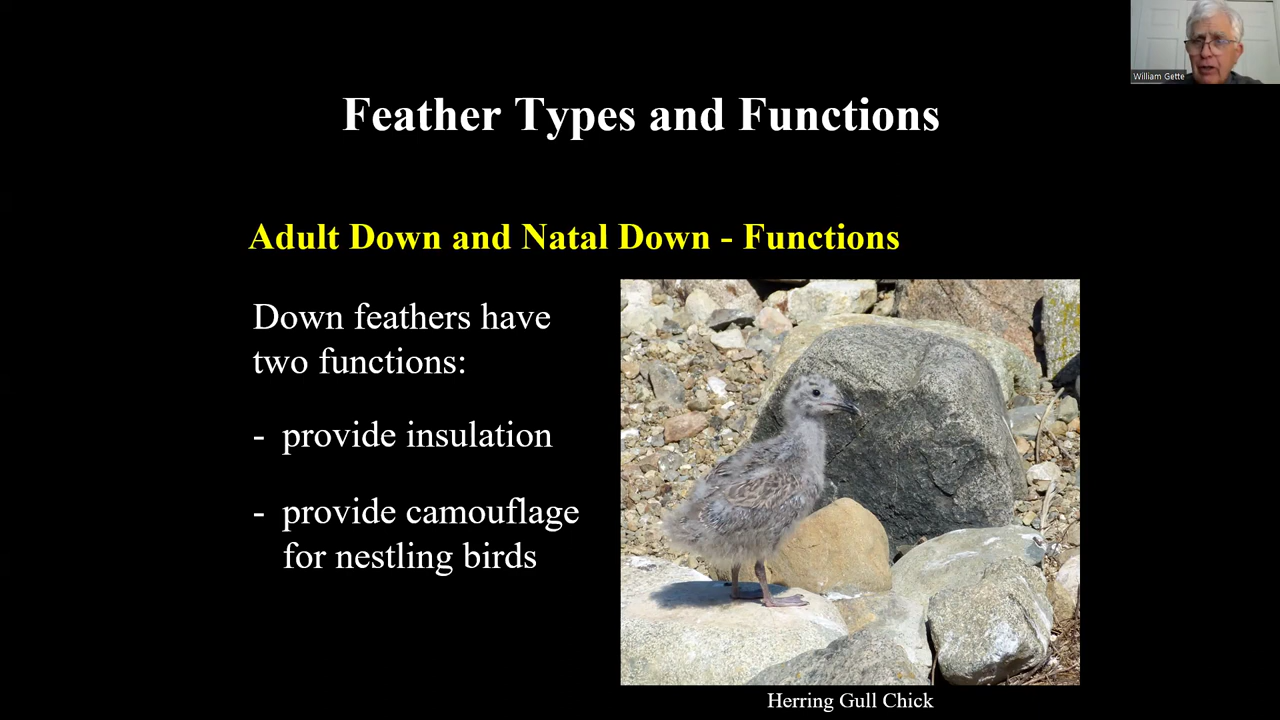 William Gette
Feather Types and Functions
Adult Down and Natal Down - Functions
Down feathers have
two functions:
- provide insulation
- provide camouflage
for nestling birds
Herring Gull Chick